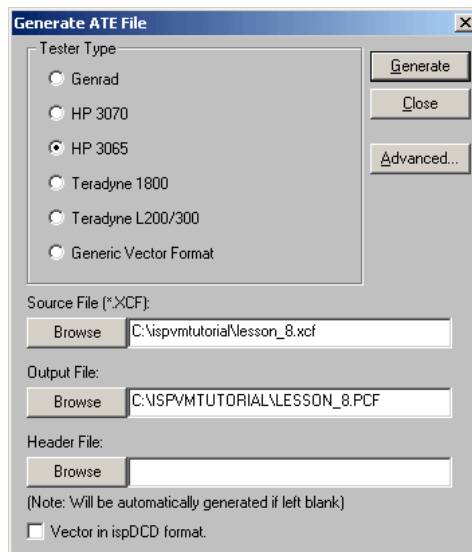 Generate ATE File
Tester Type
Genrad
HP 3070
HP 3065
Teradyne 1800
Teradyne L200/300
Generic Vector Format
Generate
Close
Advanced...
Source File (*.XCF):
Browse
C:\ispvmtutorial\lesson_8.xcf
Output File:
Browse
C:\ISPVMTUTORIAL\LESSON_8.PCF
Header File:
Browse
(Note: Will be automatically generated if left blank)
Vector in ispDCD format.